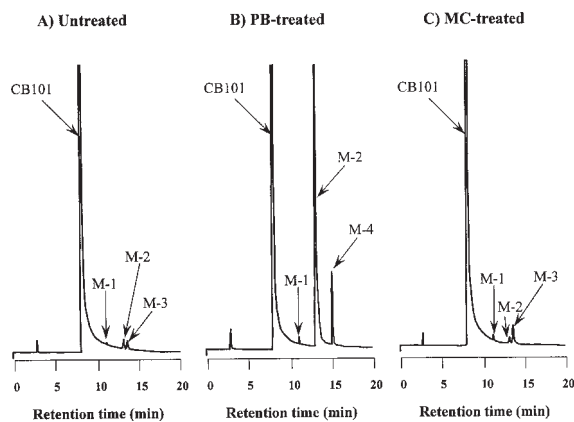 A) Untreated
B) PB-treated
C) MC-treated
CB101
M-1
M-2
M-3
CB101
M-1
M-2
M-4
CB101
M-1
M-2
M-3
0 5 10 15 20
0 5 10 15 20
0 5 10 15 20
Retention time (min)
Retention time (min)
Retention time (min)